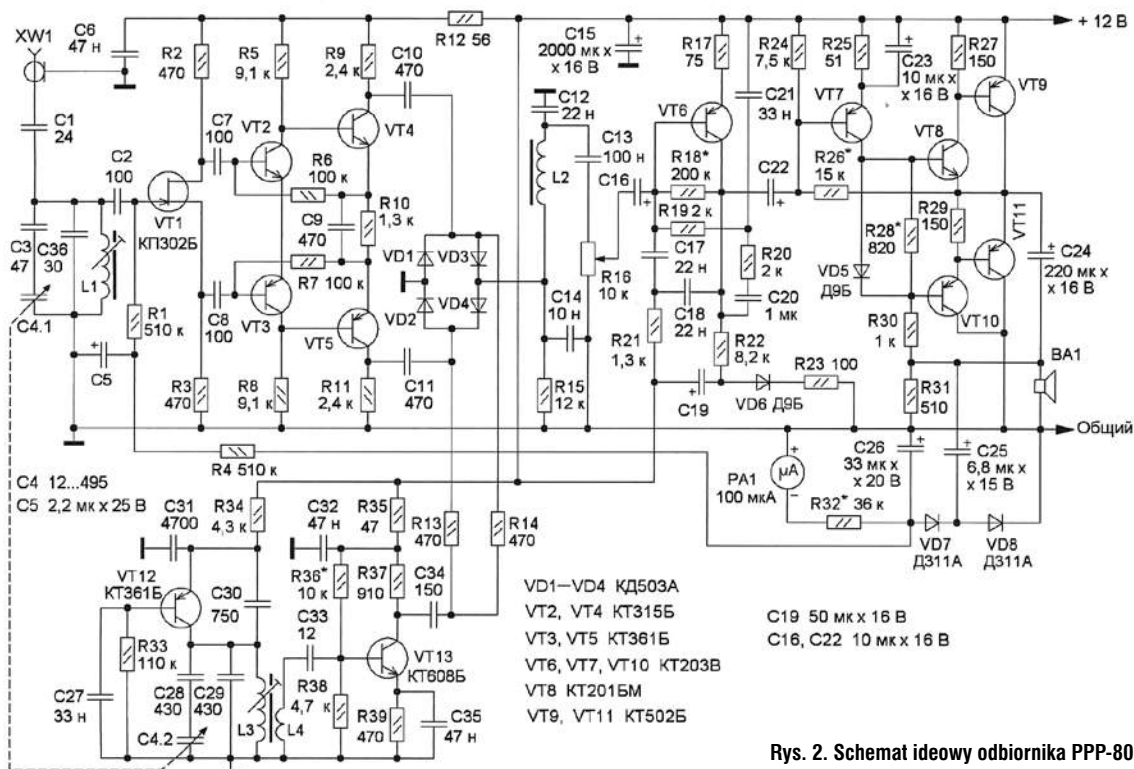 XW1
C6
47 н
R12 56
+ 12 В
R2
470
R5
9,1 к
R9
2,4 к
C10
470
C15
2000 мк х
х 16 В
R17
75
R24
7,5 к
R25
51
C23
10 мк х
х 16 В
R27
150
VT9
C1
24
C7
100
VT2
VT4
C12
22 н
C13
100 н
VT6
C21
33 н
VT7
VT8
C2
100
R6
100 к
C9
470
R10
1,3 к
L2
C16
R18*
200 к
C22
R26*
15 к
VT1
КП302Б
R19 2 к
R28*
820
R29
150
VT11
C3
47
C36
30
L1
R7 100 к
VD1
VD3
VD2
VD4
R16
10 к
C17
22 н
R20
2 к
VD5
Д9Б
C24
220 мк х
х 16 В
C4.1
R1
510 к
C8
100
VT3
VT5
C14
10 н
C18
22 н
C20
1 мк
VT10
R21
1,3 к
R22
8,2 к
R30
1 к
BA1
C5
R3
470
R8
9,1 к
R11
2,4 к
C11
470
R15
12 к
C19
VD6 Д9Б
R23 100
R31
510
Общий
R4 510 к
C4 12...495
C5 2,2 мк х 25 В
PA1
100 мкА
+
μA
−
C26
33 мк х
х 20 В
C25
6,8 мк х
х 15 В
R32* 36 к
VD7
Д311А
VD8
Д311А
C31
4700
R34
4,3 к
C32
47 н
R35
47
R13
470
R14
470
VT12
КТ361Б
C30
750
R36*
10 к
R37
910
C34
150
R33
110 к
C33
12
VT13
КТ608Б
C27
33 н
C28
430
C29
430
L3
L4
R38
4,7
к
R39
470
C35
47 н
C4.2
VD1—VD4 КД503А
VT2, VT4 КТ315Б
VT3, VT5 КТ361Б
VT6, VT7, VT10 КТ203В
VT8 КТ201БМ
VT9, VT11 КТ502Б
C19 50 мк х 16 В
C16, C22 10 мк х 16 В
Rys. 2. Schemat ideowy odbiornika PPP-80